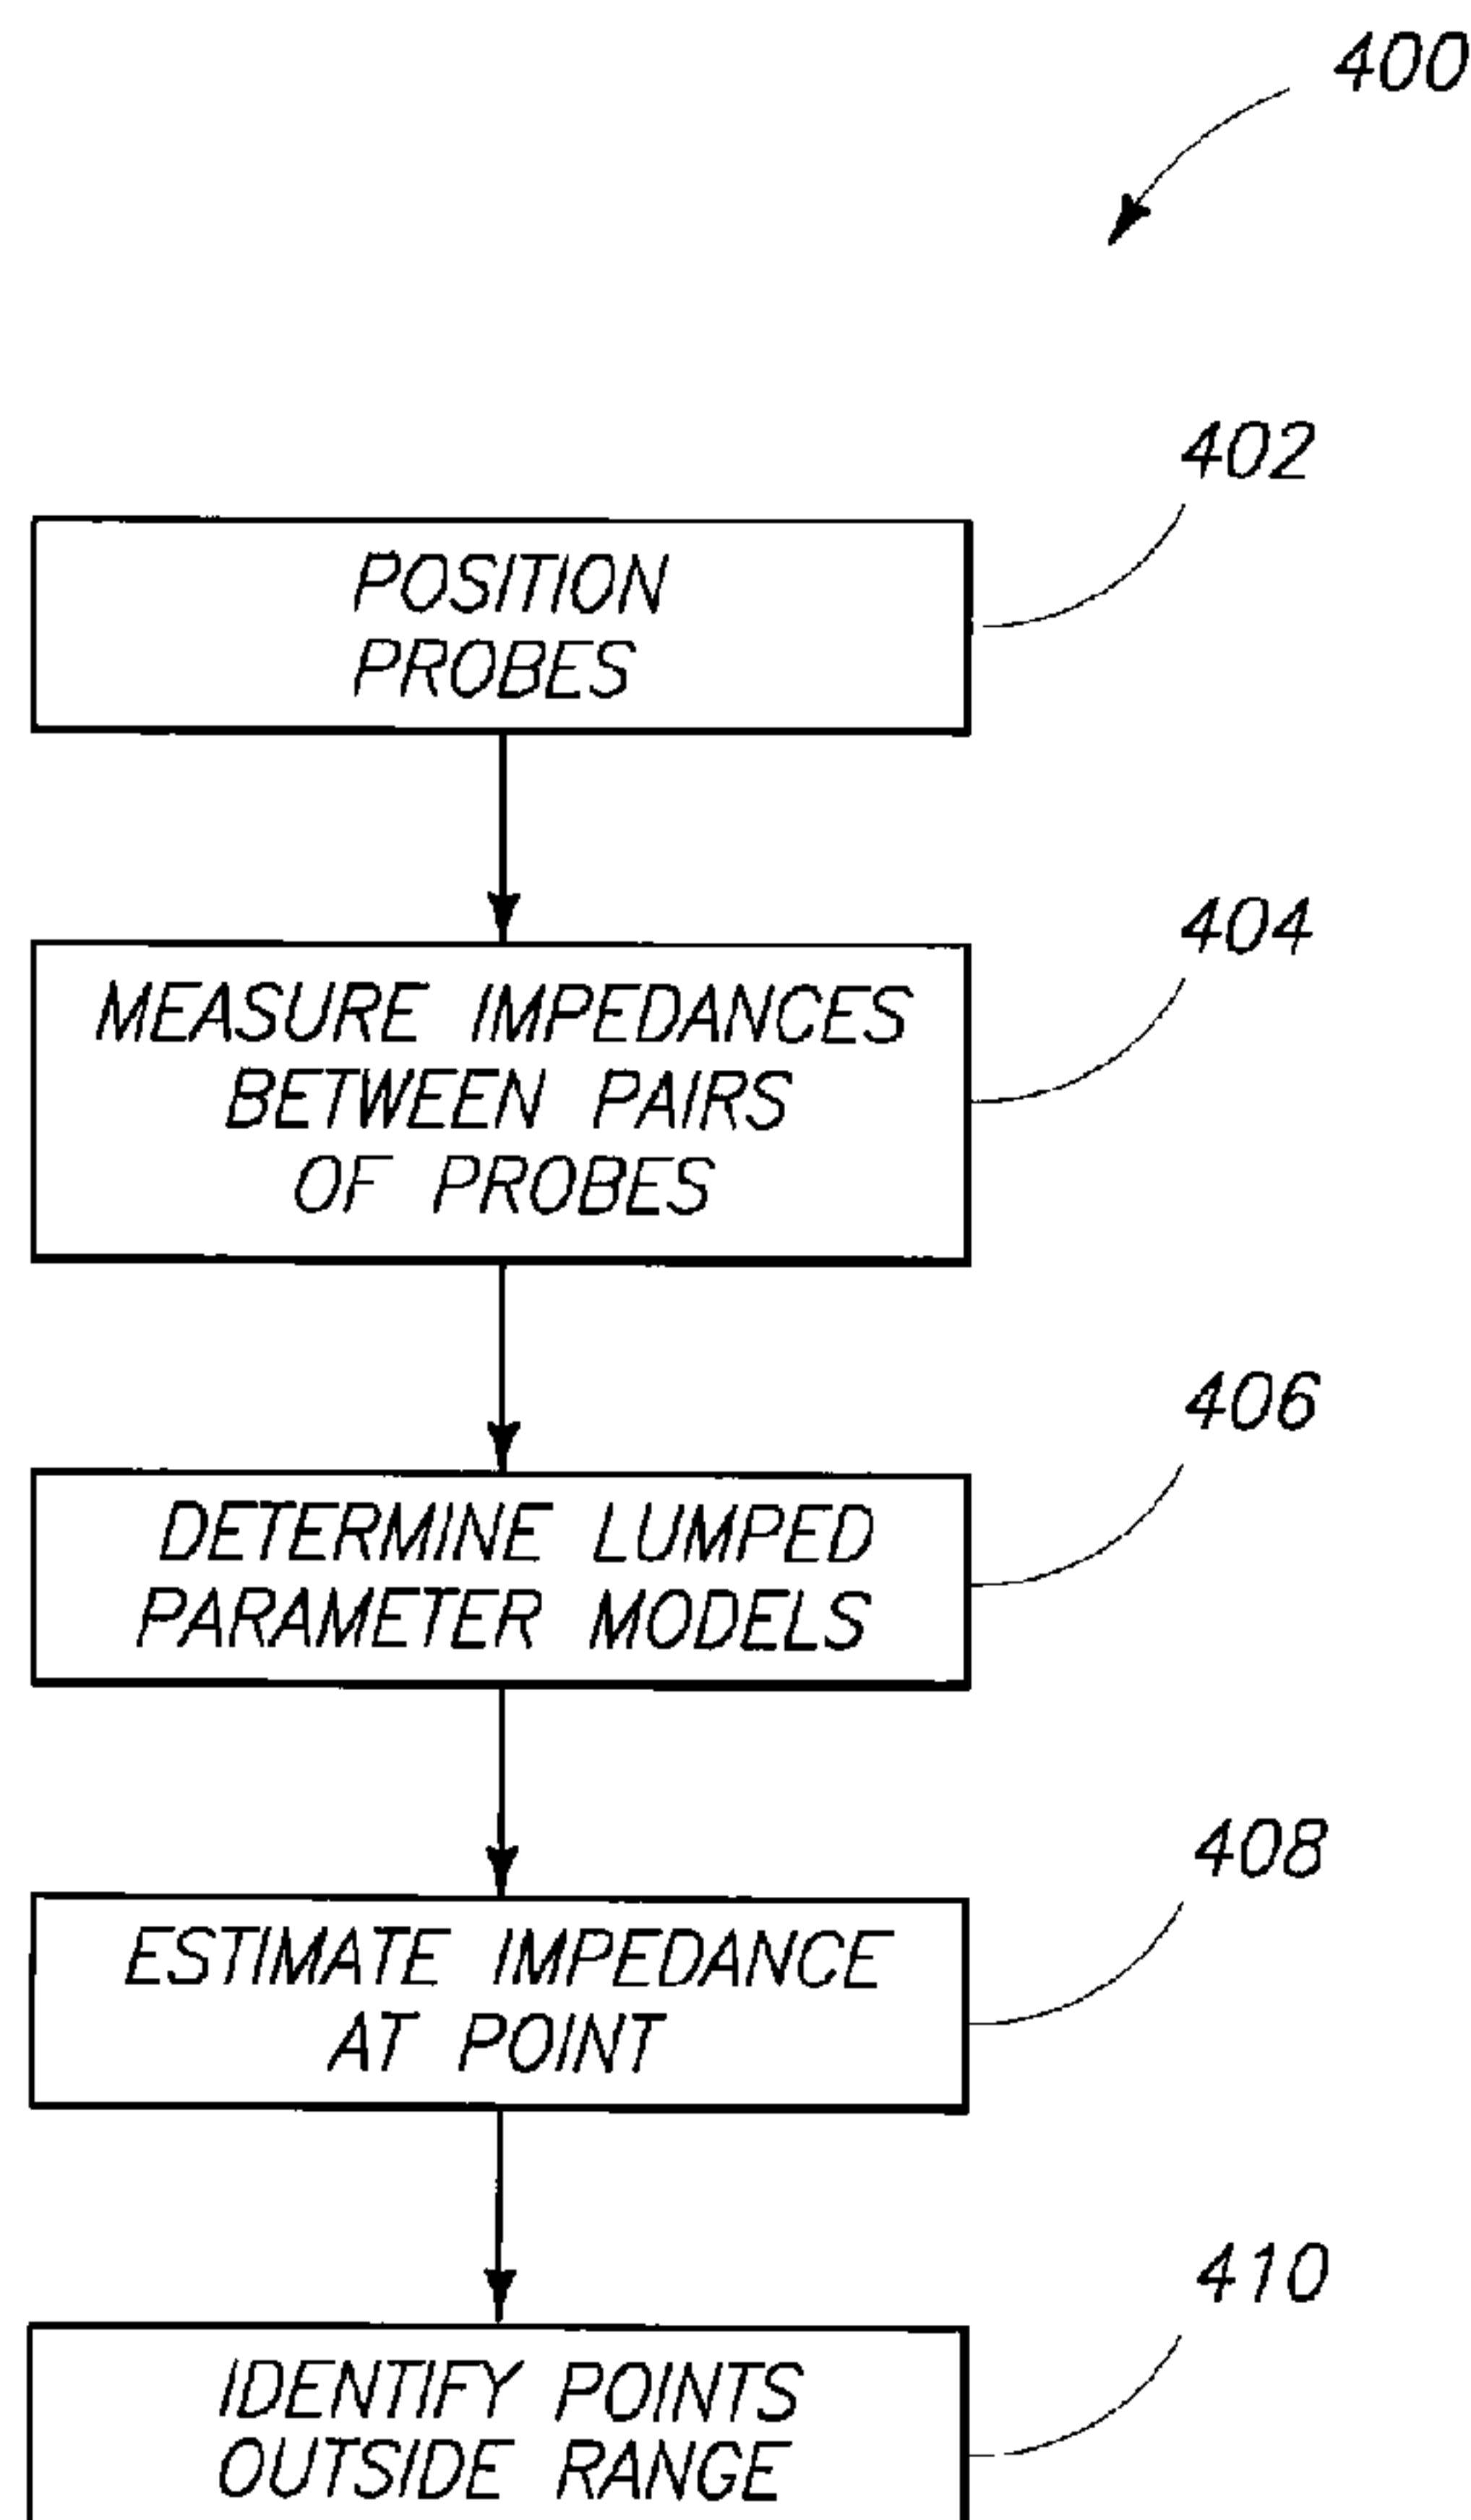 400
402
POSITION
PROBES
404
MEASURE IMPEDANCES
BETWEEN PAIRS
OF PROBES
406
DETERMINE LUMPED
PARAMETER MODELS
408
ESTIMATE IMPEDANCE
AT POINT
410
IDENTIFY POINTS
OUTSIDE RANGE